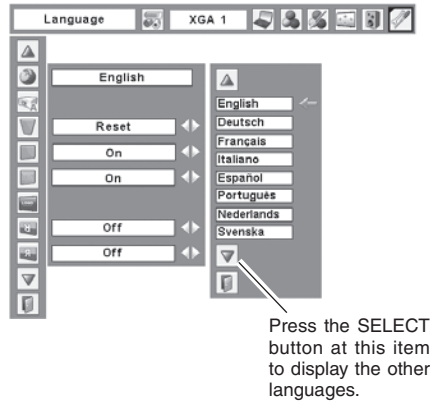 Language XGA 1
English
Reset
On
On
Off
Off
English
Deutsch
Français
Italiano
Español
Português
Nederlands
Svenska
Press the SELECT
button at this item
to display the other
languages.